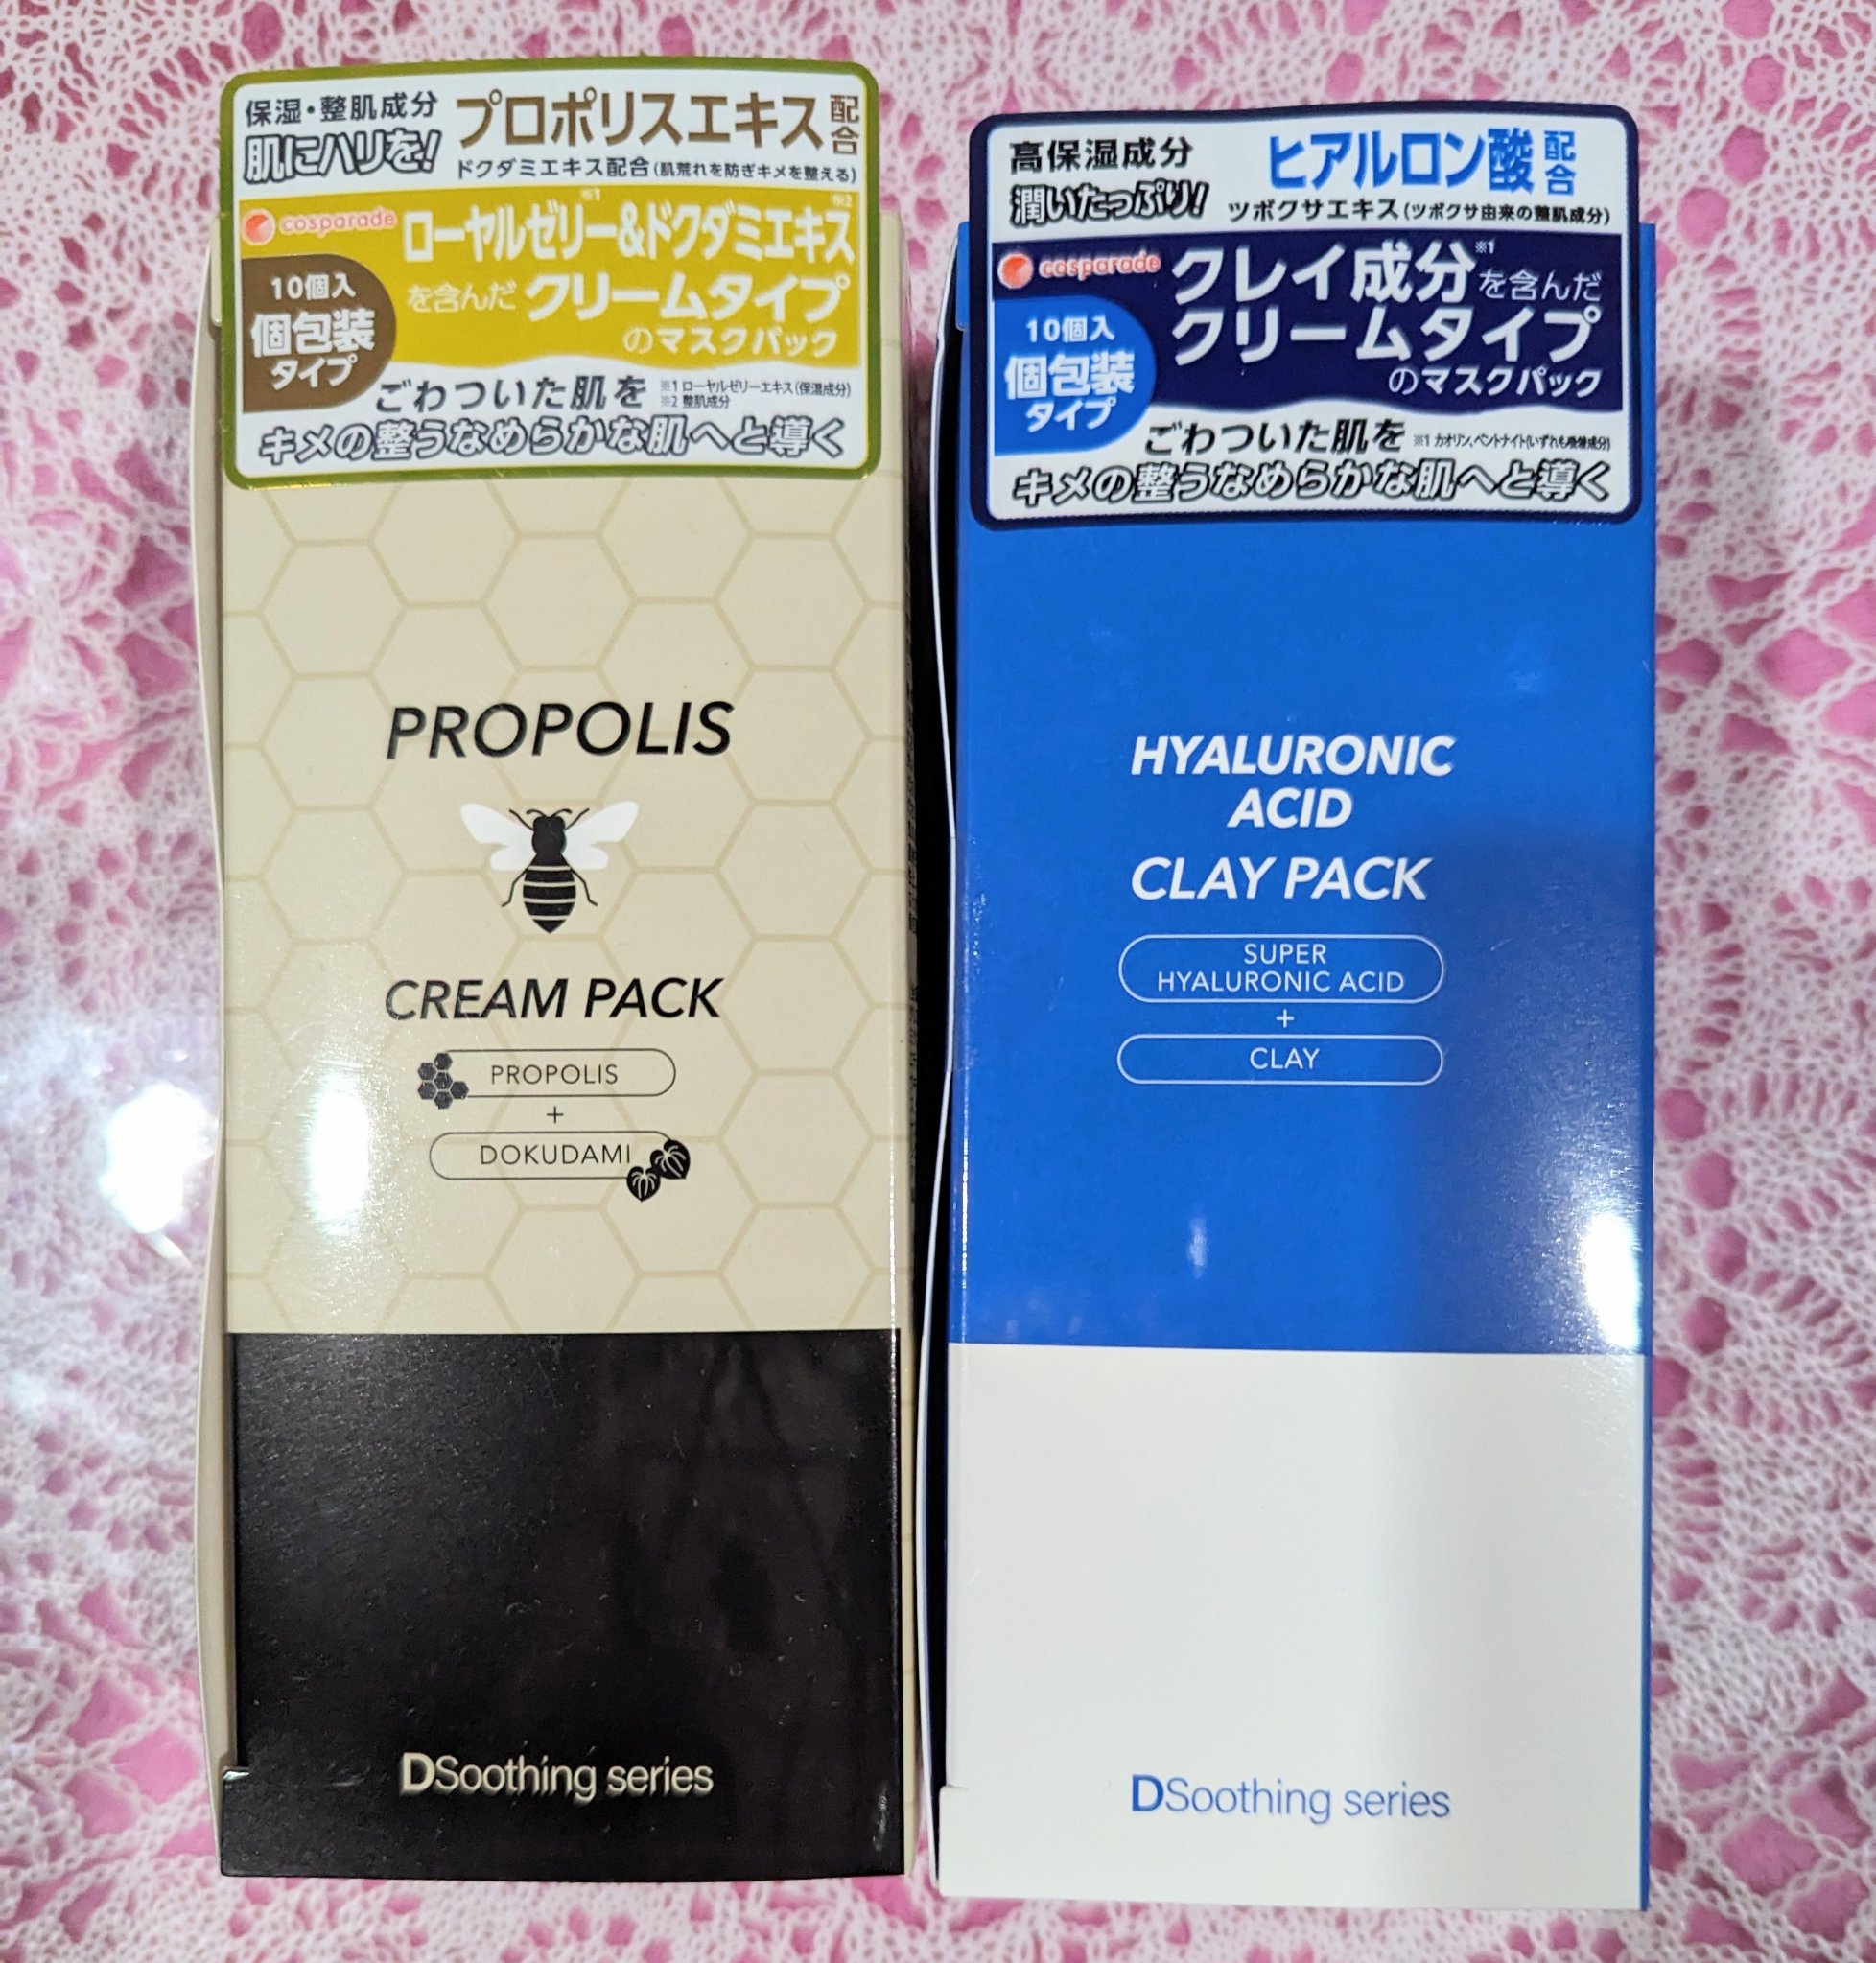 保湿・整肌成分
肌にハリを!
プロポリスエキス配合
ドクダミエキス配合(肌荒れを防ぎキメを整える)
cosparade
ローヤルゼリー※1&ドクダミエキス※2
を含んだクリームタイプ
のマスクパック
10個入
個包装
タイプ
ごわついた肌を
※1 ローヤルゼリーエキス(保湿成分)
※2 整肌成分
キメの整うなめらかな肌へと導く
PROPOLIS
CREAM PACK
PROPOLIS
+
DOKUDAMI
DSoothing series
高保湿成分
潤いたっぷり!
ヒアルロン酸配合
ツボクサエキス(ツボクサ由来の整肌成分)
cosparade
クレイ成分※1を含んだ
クリームタイプ
のマスクパック
10個入
個包装
タイプ
ごわついた肌を
※1 カオリン、ベントナイト(いずれも吸着成分)
キメの整うなめらかな肌へと導く
HYALURONIC
ACID
CLAY PACK
SUPER
HYALURONIC ACID
+
CLAY
DSoothing series